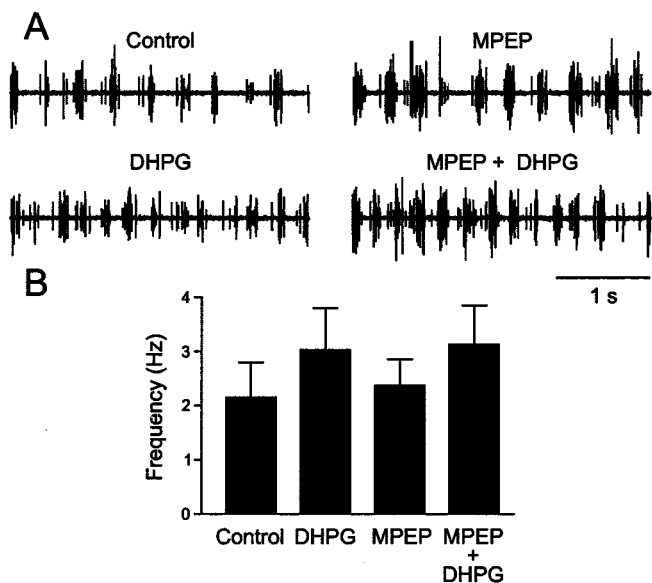 A
Control
MPEP
DHPG
MPEP + DHPG
1 s
B
Frequency (Hz)
4
3
2
1
0
Control DHPG MPEP MPEP
+
DHPG